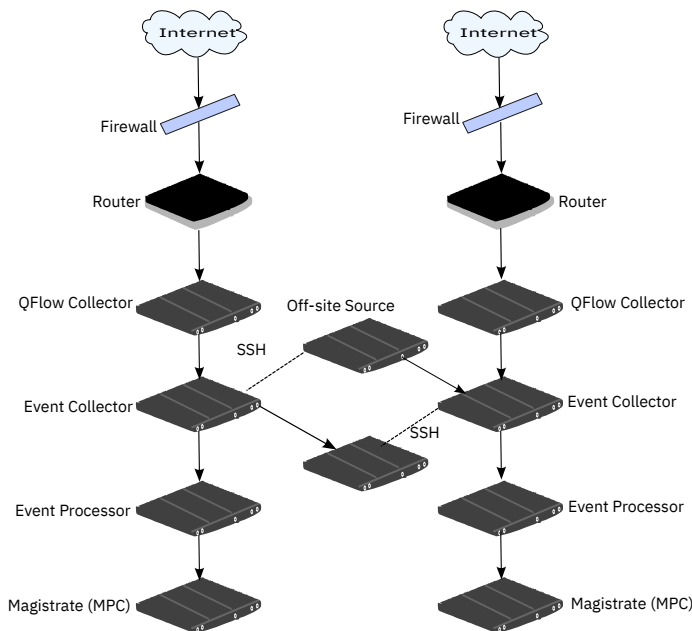 Internet
Internet
Firewall
Firewall
Router
Router
QFlow Collector
Off-site Source
QFlow Collector
SSH
Event Collector
Event Collector
SSH
Event Processor
Event Processor
Magistrate (MPC)
Magistrate (MPC)